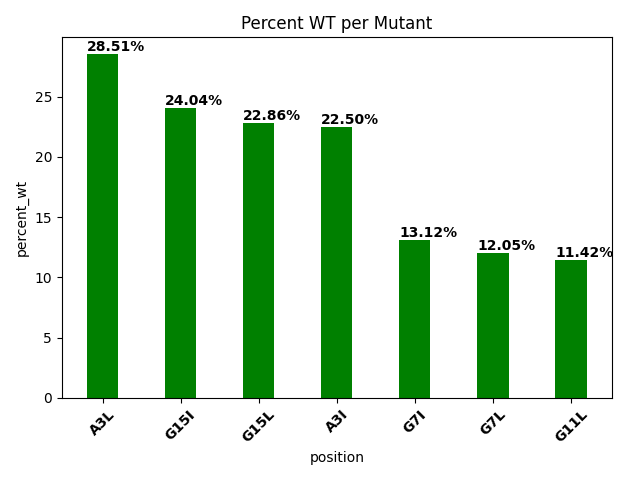 Percent WT per Mutant
28.51%
24.04%
22.86%
22.50%
13.12%
12.05%
11.42%
25
20
15
10
5
0
percent_wt
A3L
G15I
G15L
A3I
G7I
G7L
G11L
position